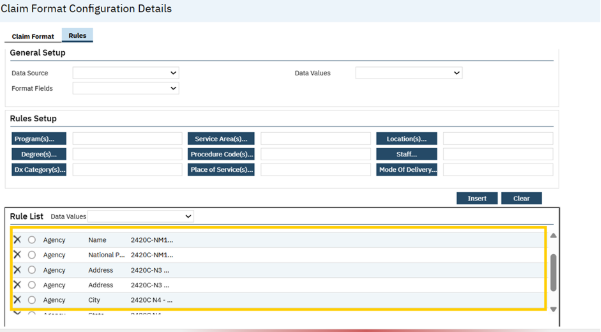 Claim Format Configuration Details
Claim Format Rules
General Setup
Data Source Data Values
Format Fields
Rules Setup
Program(s)... Service Area(s)... Location(s)...
Degree(s)... Procedure Code(s)... Staff...
Dx Category(s)... Place of Service(s)... Mode Of Delivery...
Insert Clear
Rule List Data Values
Agency Name 2420C-NM1...
Agency National P... 2420C-NM1...
Agency Address 2420C-N3 ...
Agency Address 2420C-N3 ...
Agency City 2420C N4 - ...